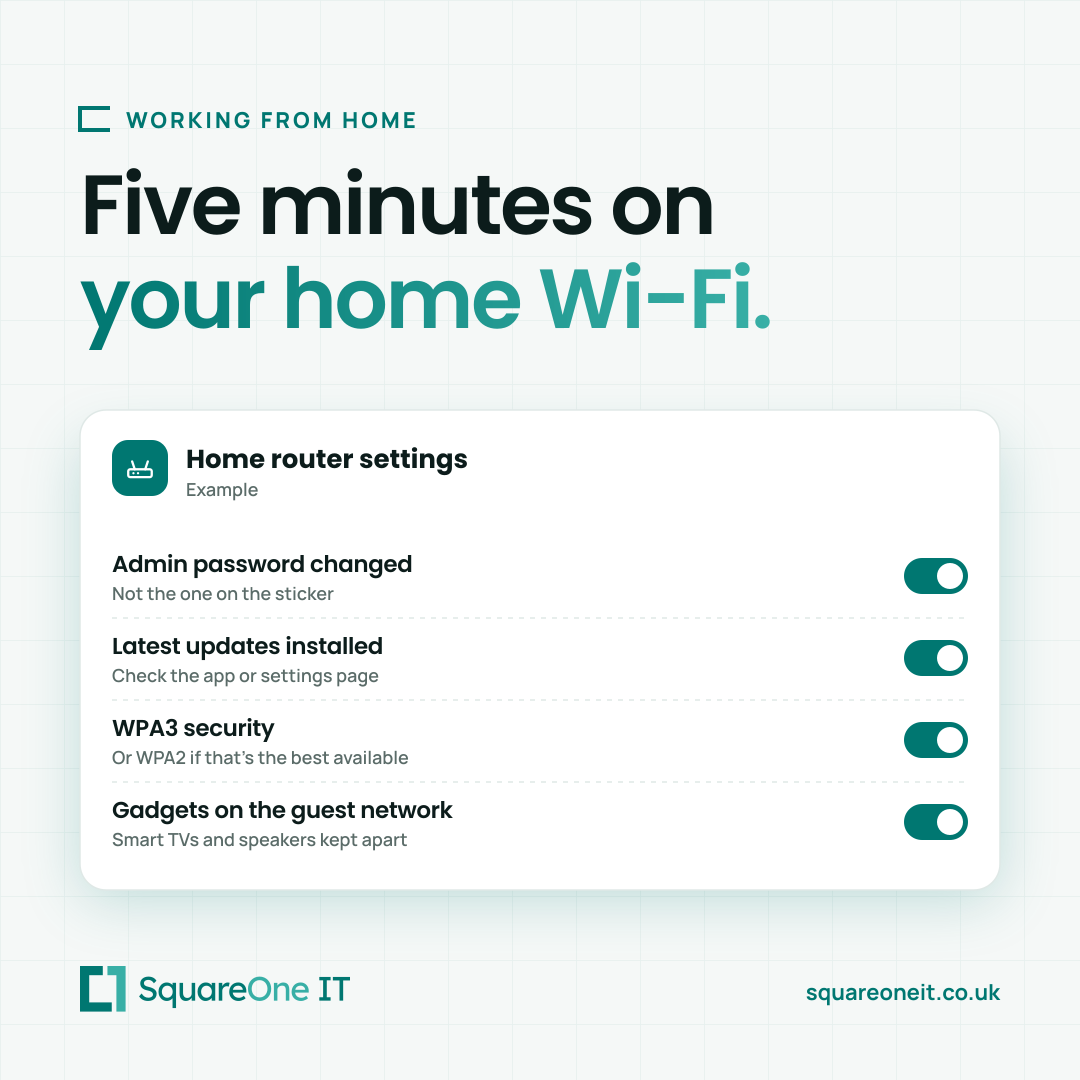 WORKING FROM HOME
Five minutes on
your home Wi-Fi.
Home router settings
Example
Admin password changed
Not the one on the sticker
Latest updates installed
Check the app or settings page
WPA3 security
Or WPA2 if that's the best available
Gadgets on the guest network
Smart TVs and speakers kept apart
SquareOne IT
squareoneit.co.uk